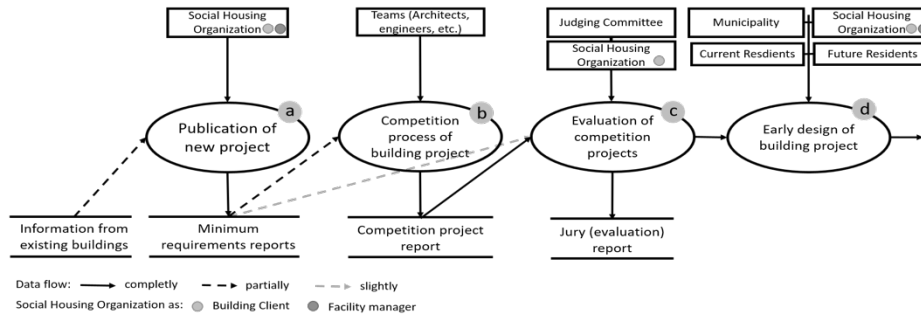 Social Housing
Organization
Teams (Architects,
engineers, etc.)
Judging Committee
Social Housing
Organization
Municipality
Social Housing
Organization
Current Resdients
Future Residents
a
Publication of
new project
b
Competition
process of
building project
c
Evaluation of
competition
projects
d
Early design of
building project
Information from
existing buildings
Minimum
requirements reports
Competition project
report
Jury (evaluation)
report
Data flow: completly partially slightly
Social Housing Organization as: Building Client Facility manager